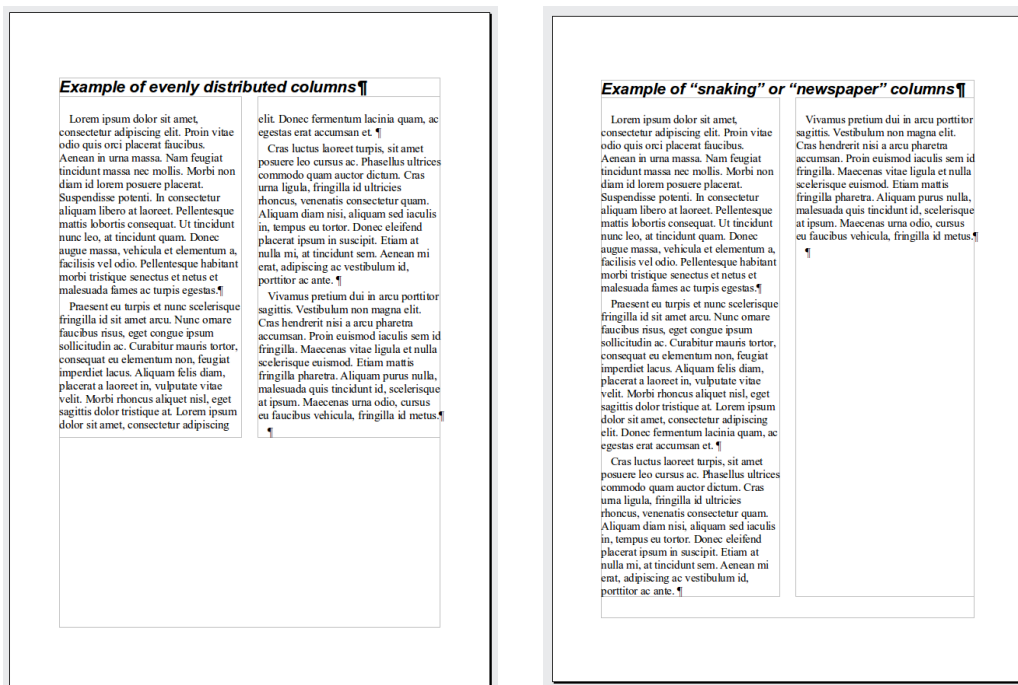 Example of evenly distributed columns¶
Lorem ipsum dolor sit amet,
consectetur adipiscing elit. Proin vitae
odio quis orci placerat faucibus.
Aenean in urna massa. Nam feugiat
tincidunt massa nec mollis. Morbi non
diam id lorem posuere placerat.
Suspendisse potenti. In consectetur
aliquam libero at laoreet. Pellentesque
mattis lobortis consequat. Ut tincidunt
nunc leo, at tincidunt quam. Donec
augue massa, vehicula et elementum a,
facilisis vel odio. Pellentesque habitant
morbi tristique senectus et netus et
malesuada fames ac turpis egestas.¶
Praesent eu turpis et nunc scelerisque
fringilla id sit amet arcu. Nunc ornare
faucibus risus, eget congue ipsum
sollicitudin ac. Curabitur mauris tortor,
consequat eu elementum non, feugiat
imperdiet lacus. Aliquam felis diam,
placerat a laoreet in, vulputate vitae
velit. Morbi rhoncus aliquet nisl, eget
sagittis dolor tristique at. Lorem ipsum
dolor sit amet, consectetur adipiscing
elit. Donec fermentum lacinia quam, ac
egestas erat accumsan et. ¶
Cras luctus laoreet turpis, sit amet
posuere leo cursus ac. Phasellus ultrices
commodo quam auctor dictum. Cras
urna ligula, fringilla id ultricies
rhoncus, venenatis consectetur quam.
Aliquam diam nisi, aliquam sed iaculis
in, tempus eu tortor. Donec eleifend
placerat ipsum in suscipit. Etiam at
nulla mi, at tincidunt sem. Aenean mi
erat, adipiscing ac vestibulum id,
porttitor ac ante. ¶
Vivamus pretium dui in arcu porttitor
sagittis. Vestibulum non magna elit.
Cras hendrerit nisi a arcu pharetra
accumsan. Proin euismod iaculis sem id
fringilla. Maecenas vitae ligula et nulla
scelerisque euismod. Etiam mattis
fringilla pharetra. Aliquam purus nulla,
malesuada quis tincidunt id, scelerisque
at ipsum. Maecenas urna odio, cursus
eu faucibus vehicula, fringilla id metus.¶
¶
Example of “snaking” or “newspaper” columns¶
Lorem ipsum dolor sit amet,
consectetur adipiscing elit. Proin vitae
odio quis orci placerat faucibus.
Aenean in urna massa. Nam feugiat
tincidunt massa nec mollis. Morbi non
diam id lorem posuere placerat.
Suspendisse potenti. In consectetur
aliquam libero at laoreet. Pellentesque
mattis lobortis consequat. Ut tincidunt
nunc leo, at tincidunt quam. Donec
augue massa, vehicula et elementum a,
facilisis vel odio. Pellentesque habitant
morbi tristique senectus et netus et
malesuada fames ac turpis egestas.¶
Praesent eu turpis et nunc scelerisque
fringilla id sit amet arcu. Nunc ornare
faucibus risus, eget congue ipsum
sollicitudin ac. Curabitur mauris tortor,
consequat eu elementum non, feugiat
imperdiet lacus. Aliquam felis diam,
placerat a laoreet in, vulputate vitae
velit. Morbi rhoncus aliquet nisl, eget
sagittis dolor tristique at. Lorem ipsum
dolor sit amet, consectetur adipiscing
elit. Donec fermentum lacinia quam, ac
egestas erat accumsan et. ¶
Cras luctus laoreet turpis, sit amet
posuere leo cursus ac. Phasellus ultrices
commodo quam auctor dictum. Cras
urna ligula, fringilla id ultricies
rhoncus, venenatis consectetur quam.
Aliquam diam nisi, aliquam sed iaculis
in, tempus eu tortor. Donec eleifend
placerat ipsum in suscipit. Etiam at
nulla mi, at tincidunt sem. Aenean mi
erat, adipiscing ac vestibulum id,
porttitor ac ante. ¶
Vivamus pretium dui in arcu porttitor
sagittis. Vestibulum non magna elit.
Cras hendrerit nisi a arcu pharetra
accumsan. Proin euismod iaculis sem id
fringilla. Maecenas vitae ligula et nulla
scelerisque euismod. Etiam mattis
fringilla pharetra. Aliquam purus nulla,
malesuada quis tincidunt id, scelerisque
at ipsum. Maecenas urna odio, cursus
eu faucibus vehicula, fringilla id metus.¶
¶